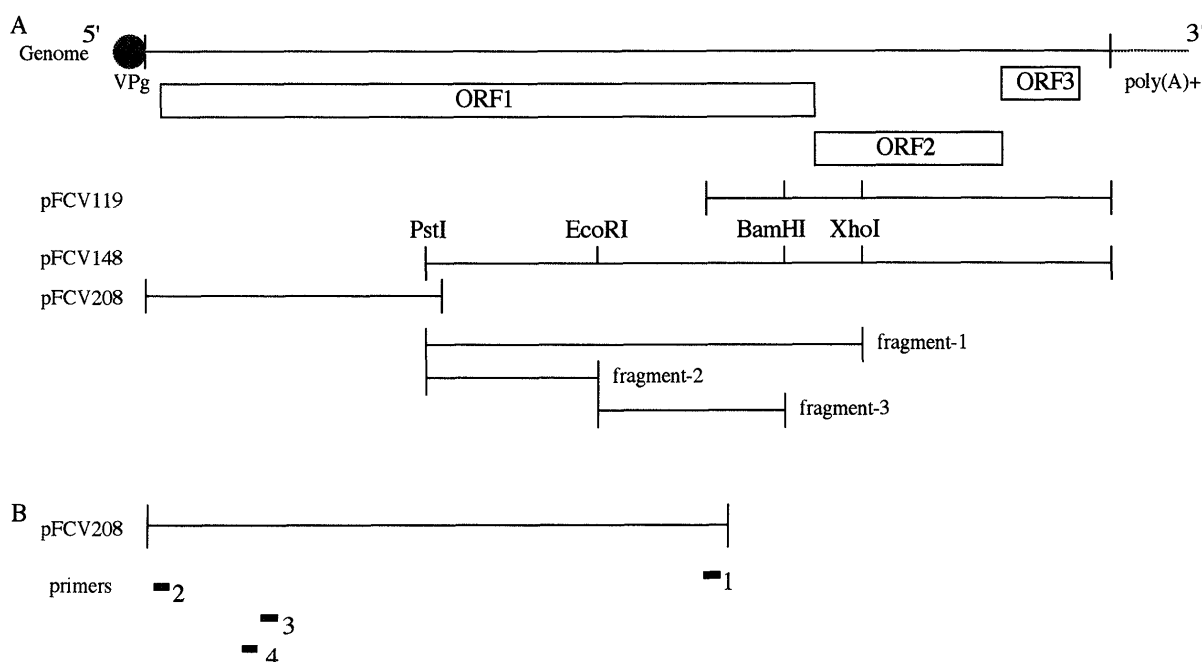 A
5'
3'
Genome
VPg
poly(A)+
ORF1
ORF3
ORF2
pFCV119
PstI
EcoRI
BamHI
XhoI
pFCV148
pFCV208
fragment-1
fragment-2
fragment-3
B
pFCV208
primers
1
2
3
4